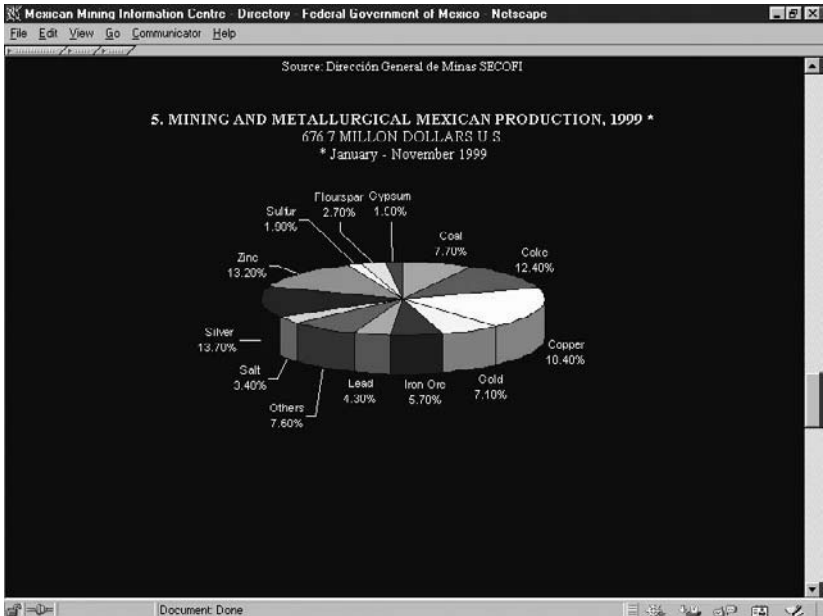 Mexican Mining Information Centre - Directory - Federal Government of Mexico - Netscape
File Edit View Go Communicator Help
Source: Dirección General de Minas SECOFI
5. MINING AND METALLURGICAL MEXICAN PRODUCTION, 1999 *
676.7 MILLON DOLLARS U S
* January - November 1999
Flourspar
2.70%
Gypsum
1.00%
Sulfur
1.90%
Coal
7.70%
Zinc
13.20%
Coke
12.40%
Silver
13.70%
Copper
10.40%
Salt
3.40%
Lead
4.30%
Iron Ore
5.70%
Gold
7.10%
Others
7.60%
Document: Done